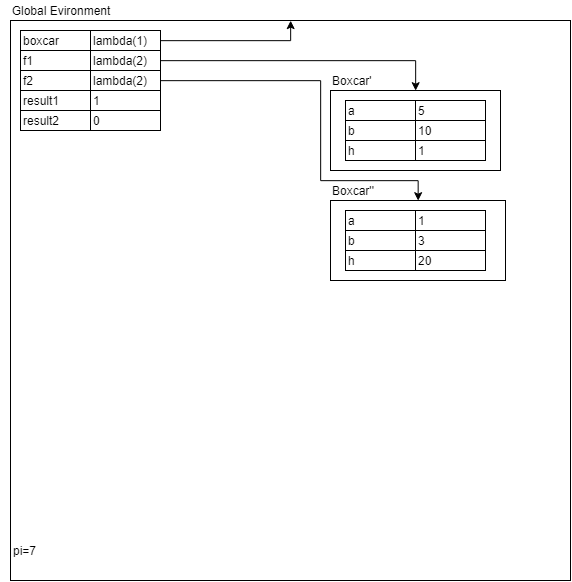 Global Evironment
boxcar lambda(1)
f1 lambda(2)
f2 lambda(2)
result1 1
result2 0
Boxcar'
a 5
b 10
h 1
Boxcar''
a 1
b 3
h 20
pi=7